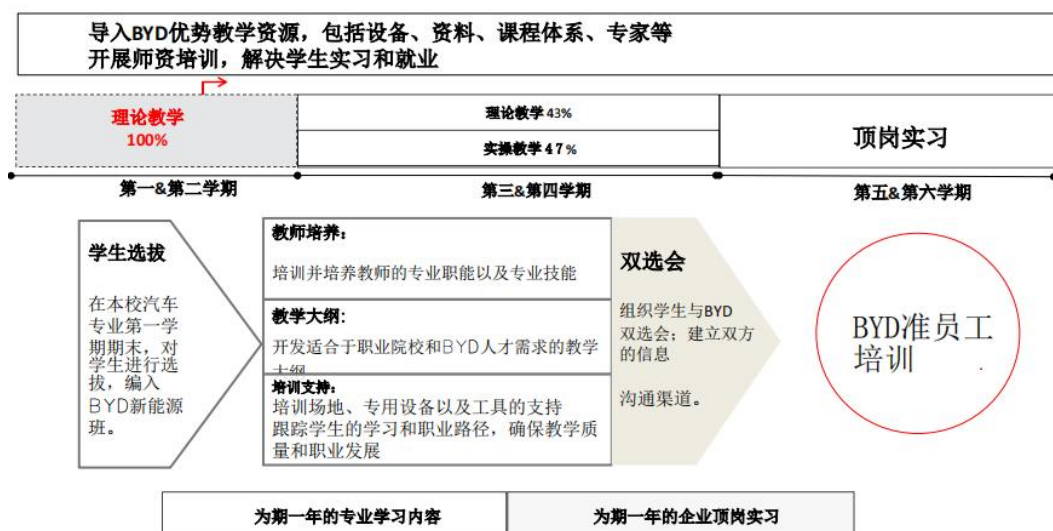 导入BYD优势教学资源，包括设备、资料、课程体系、专家等
开展师资培训，解决学生实习和就业
理论教学
100%
理论教学 43%
实操教学 47%
顶岗实习
第一&第二学期
第三&第四学期
第五&第六学期
学生选拔
在本校汽车
专业第一学
期期末，对
学生进行选
拔，编入
BYD新能源
班。
教师培养：
培训并培养教师的专业职能以及专业技能
教学大纲：
开发适合于职业院校和BYD人才需求的教学
大纲
培训支持：
培训场地、专用设备以及工具的支持
跟踪学生的学习和职业路径，确保教学质
量和职业发展
双选会
组织学生与BYD
双选会；建立双方
的信息
沟通渠道。
BYD准员工
培训
为期一年的专业学习内容
为期一年的企业顶岗实习